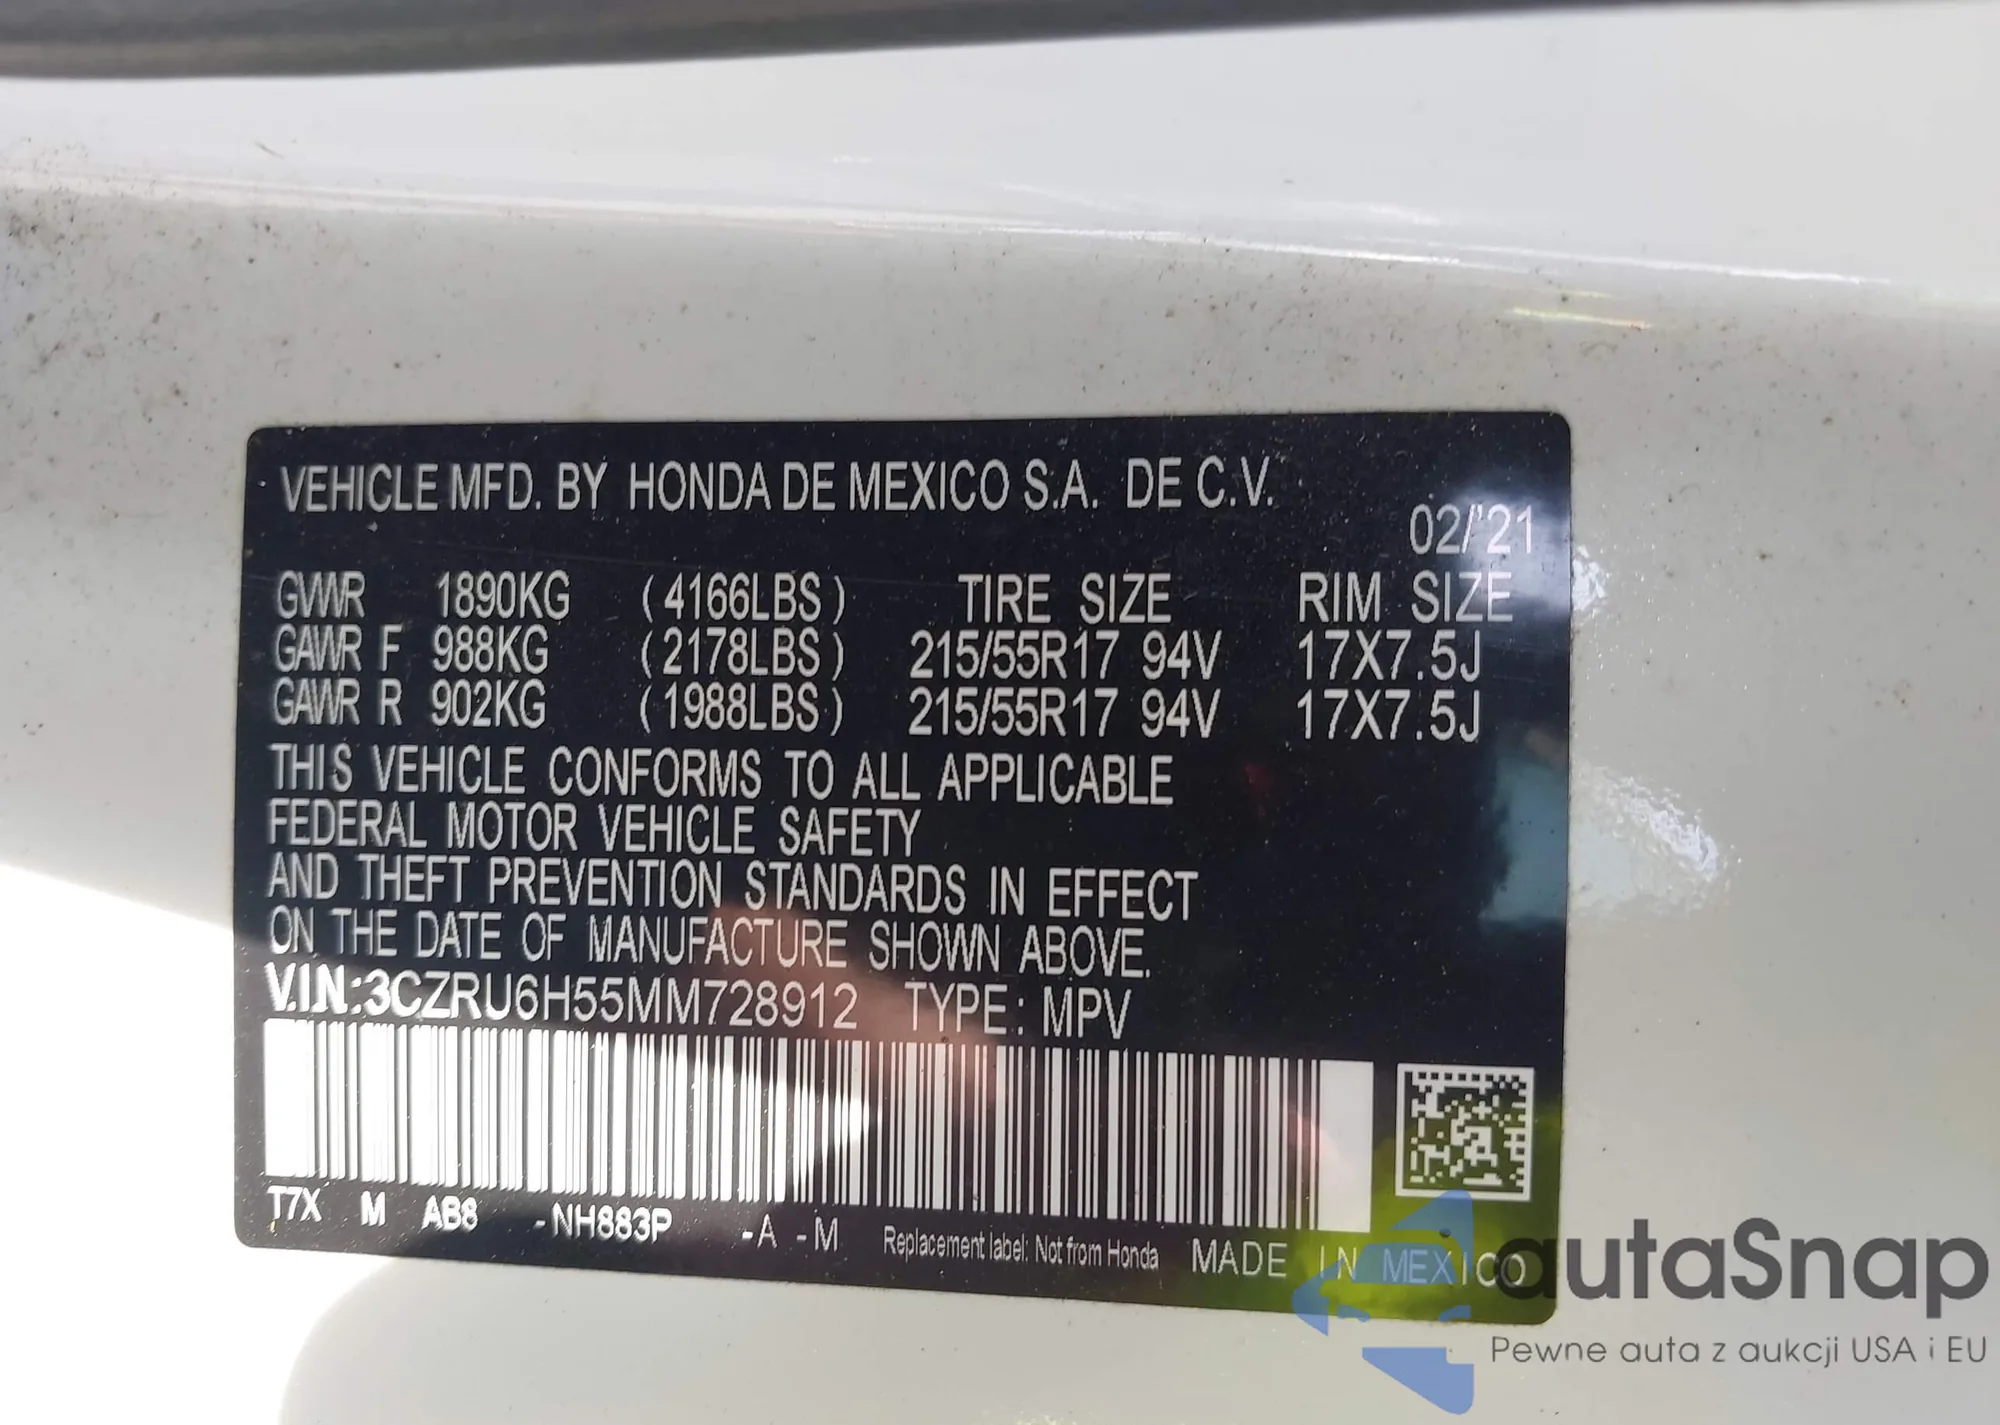 VEHICLE MFD. BY HONDA DE MEXICO S.A. DE C.V.
02/'21
GVWR 1890KG (4166LBS) TIRE SIZE RIM SIZE
GAWR F 988KG (2178LBS) 215/55R17 94V 17X7.5J
GAWR R 902KG (1988LBS) 215/55R17 94V 17X7.5J
THIS VEHICLE CONFORMS TO ALL APPLICABLE
FEDERAL MOTOR VEHICLE SAFETY
AND THEFT PREVENTION STANDARDS IN EFFECT
ON THE DATE OF MANUFACTURE SHOWN ABOVE.
V.I.N.:3CZRU6H55MM728912 TYPE: MPV
T7X M AB8 -NH883P -A -M Replacement label: Not from Honda MADE IN MEXICO
autaSnap
Pewne auta z aukcji USA i EU